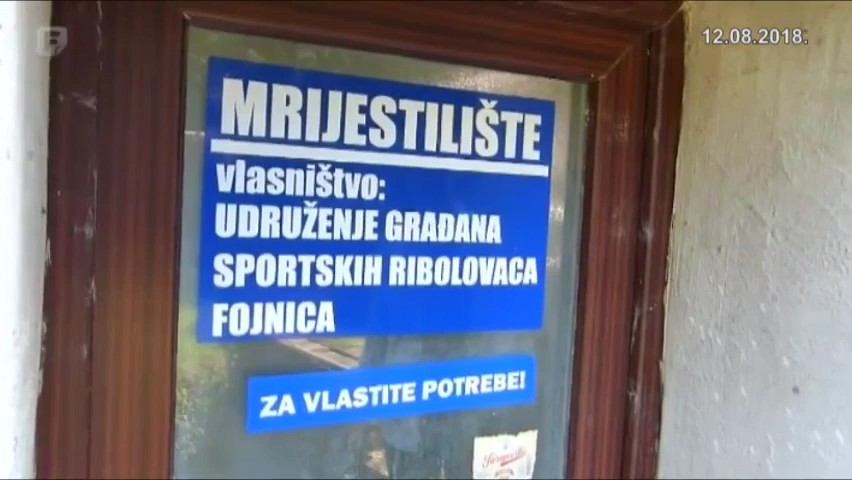 12.08.2018.
MRIJESTILIŠTE
vlasništvo:
UDRUŽENJE GRAĐANA
SPORTSKIH RIBOLOVACA
FOJNICA
ZA VLASTITE POTREBE!